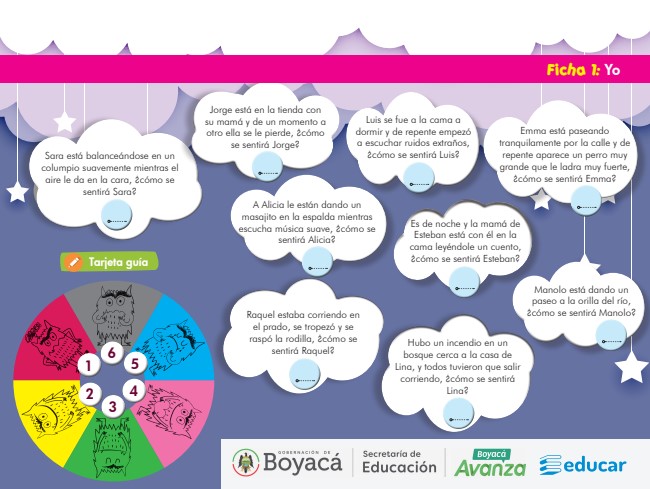 Ficha 1: Yo
Sara está balanceándose en un
columpio suavemente mientras el
aire le da en la cara, ¿cómo se
sentirá Sara?
Jorge está en la tienda con
su mamá y de un momento a
otro ella se le pierde, ¿cómo
se sentirá Jorge?
Luis se fue a la cama a
dormir y de repente empezó
a escuchar ruidos extraños,
¿cómo se sentirá Luis?
Emma está paseando
tranquilamente por la calle y de
repente aparece un perro muy
grande que le ladra muy fuerte,
¿cómo se sentirá Emma?
A Alicia le están dando un
masajito en la espalda mientras
escucha música suave, ¿cómo se
sentirá Alicia?
Es de noche y la mamá de
Esteban está con él en la
cama leyéndole un cuento,
¿cómo se sentirá Esteban?
Manolo está dando un
paseo a la orilla del río,
¿cómo se sentirá Manolo?
Raquel estaba corriendo en
el prado, se tropezó y se
raspó la rodilla, ¿cómo se
sentirá Raquel?
Hubo un incendio en un
bosque cerca a la casa de
Lina, y todos tuvieron que salir
corriendo, ¿cómo se sentirá
Lina?
Tarjeta guía
6
1
5
2
4
3
GOBERNACIÓN DE
Boyacá
Secretaría de
Educación
Boyacá
Avanza
educar